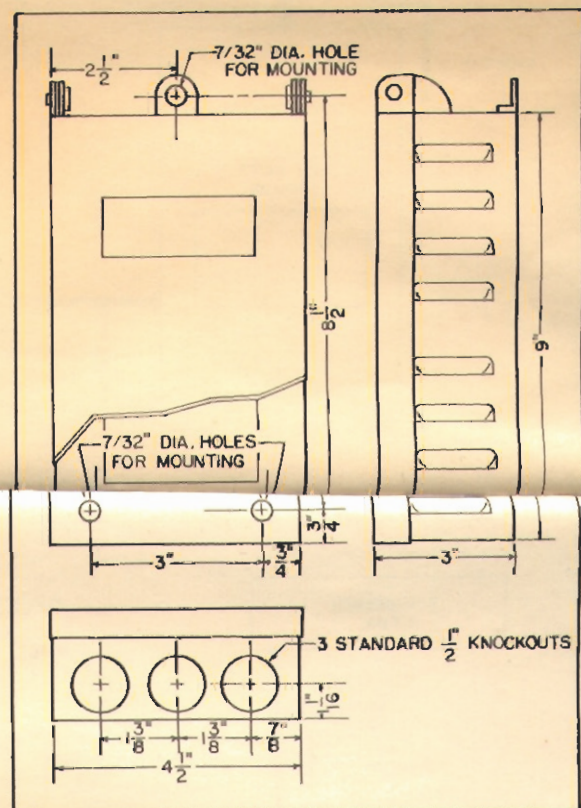 7/32" DIA. HOLE
FOR MOUNTING
2 1/2"
8 1/2"
9"
7/32" DIA. HOLES
FOR MOUNTING
3/4"
3"
3/4"
3"
3 STANDARD 1/2" KNOCKOUTS
1 1/16"
1 3/8"
1 3/8"
7/8"
4 1/2"